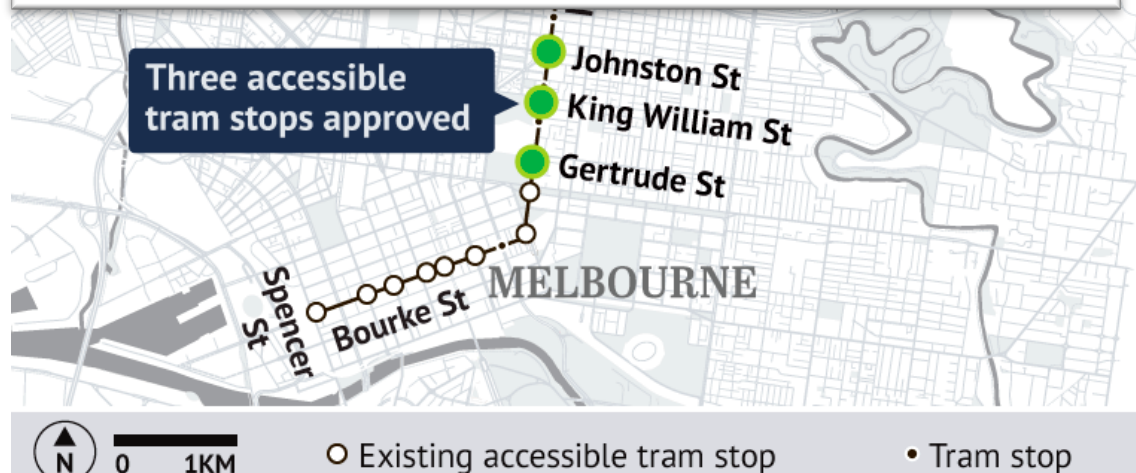 Johnston St
Three accessible
tram stops approved
King William St
Gertrude St
MELBOURNE
Spencer
St
Bourke St
N
0 1KM
Existing accessible tram stop
Tram stop